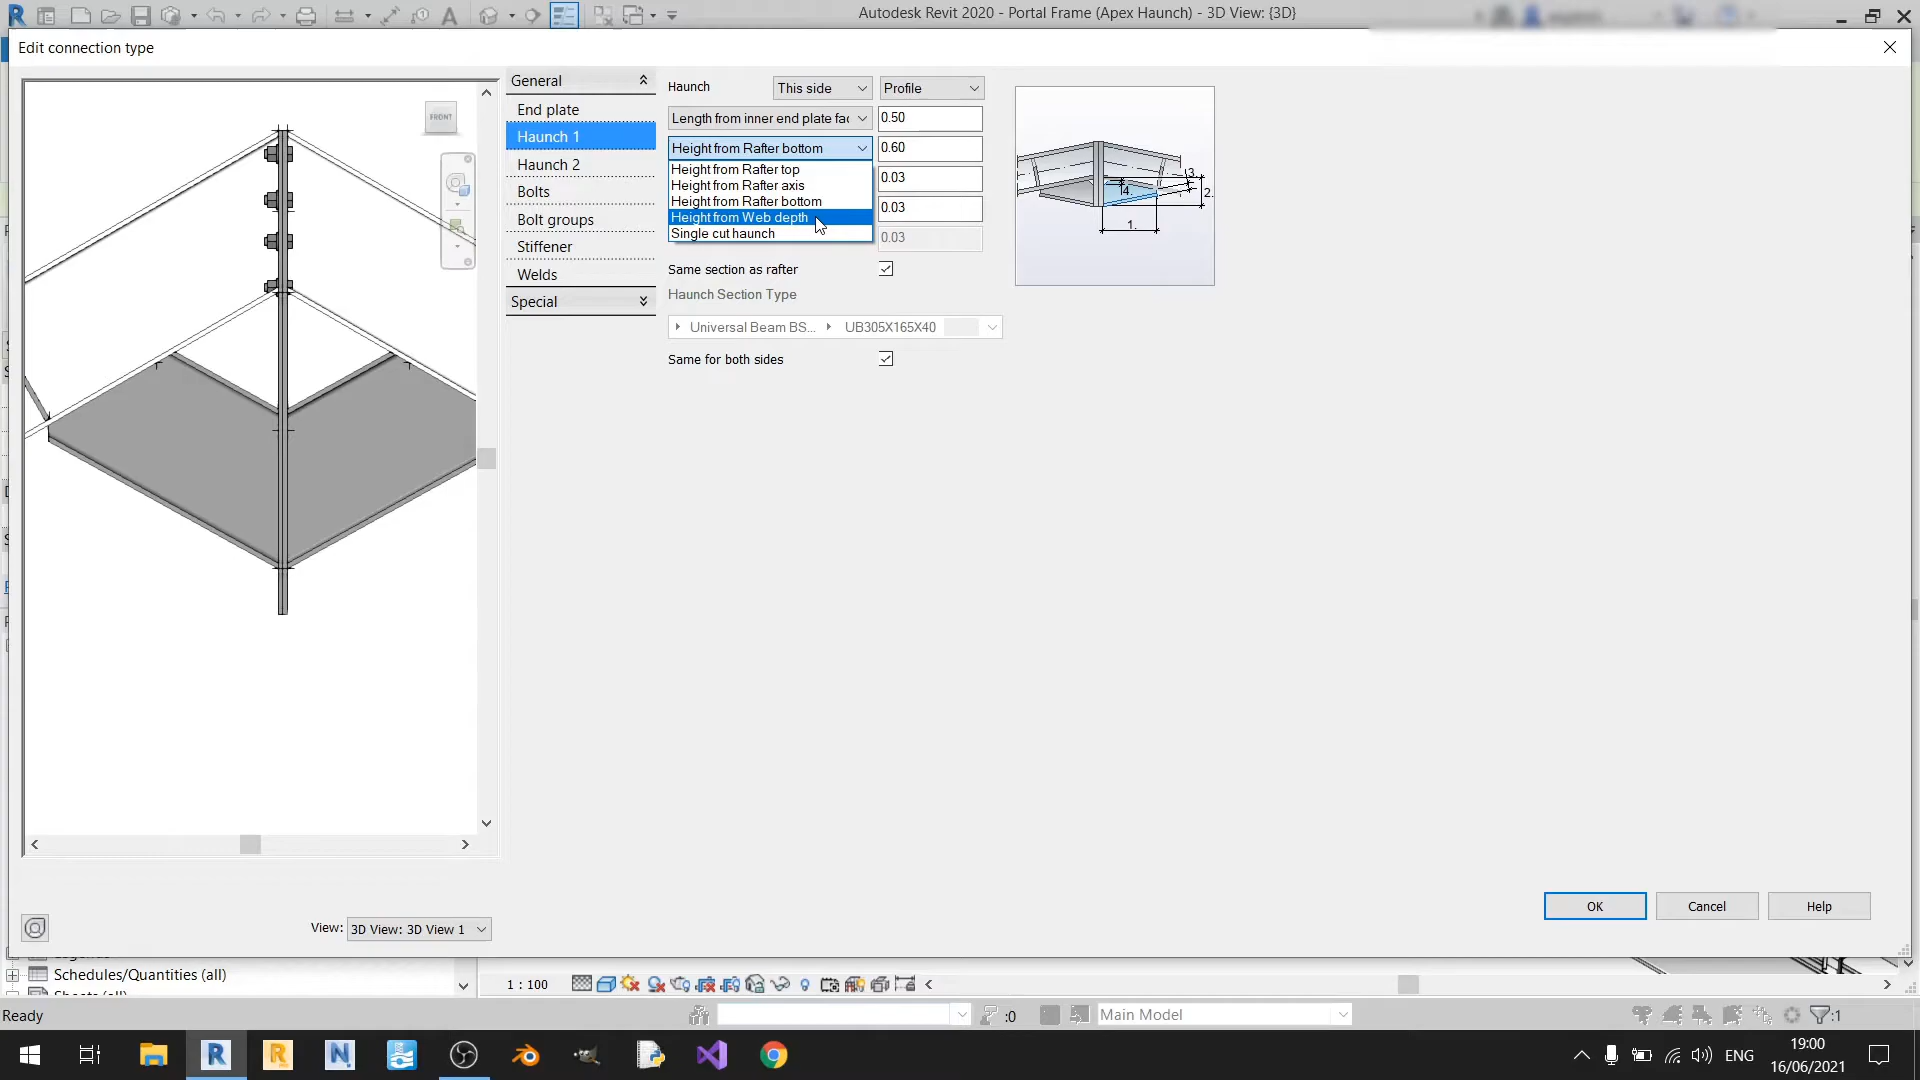 Autodesk Revit 2020 - Portal Frame (Apex Haunch) - 3D View: {3D}
Edit connection type
FRONT
General
End plate
Haunch 1
Haunch 2
Bolts
Bolt groups
Stiffener
Welds
Special
Haunch This side Profile
Length from inner end plate fac 0.50
Height from Rafter bottom 0.60
Height from Rafter top
Height from Rafter axis 0.03
Height from Rafter bottom 0.03
Height from Web depth
Single cut haunch 0.03
Same section as rafter
Haunch Section Type
Universal Beam BS... UB305X165X40
Same for both sides
3.
4.
2.
1.
OK Cancel Help
View: 3D View: 3D View 1
Schedules/Quantities (all)
1 : 100
Ready
:0
Main Model
:1
ENG
19:00
16/06/2021